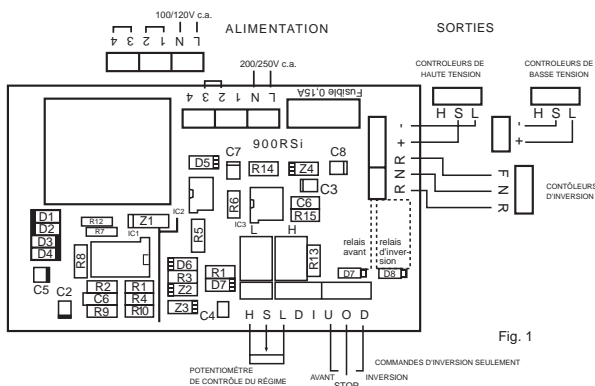 100/120V c.a.
ALIMENTATION
SORTIES
4 3 2 1 N L
200/250V c.a.
CONTROLEURS DE
HAUTE TENSION
CONTROLEURS DE
BASSE TENSION
H S L
H S L
4 3 2 1 N L
Fusible 0,15A
900RSi
- +
- +
R N R
F N R
CONTÔLEURS
D'INVERSION
D5
C7
R14
Z4
C8
C3
IC2
R6
IC3
C6
R15
D1
D2
D3
D4
R12
R7
Z1
IC1
R5
L H
relais
avant
relais
d'inver-
sion
R8
D6
R3
Z2
R1
D7
R13
D7
D8
C5
C2
R2
C6
R9
R1
R4
R10
Z3
C4
H S L D I U O D
Fig. 1
POTENTIOMÈTRE
DE CONTRÔLE DU RÉGIME
AVANT
STOP
INVERSION
COMMANDES D'INVERSION SEULEMENT